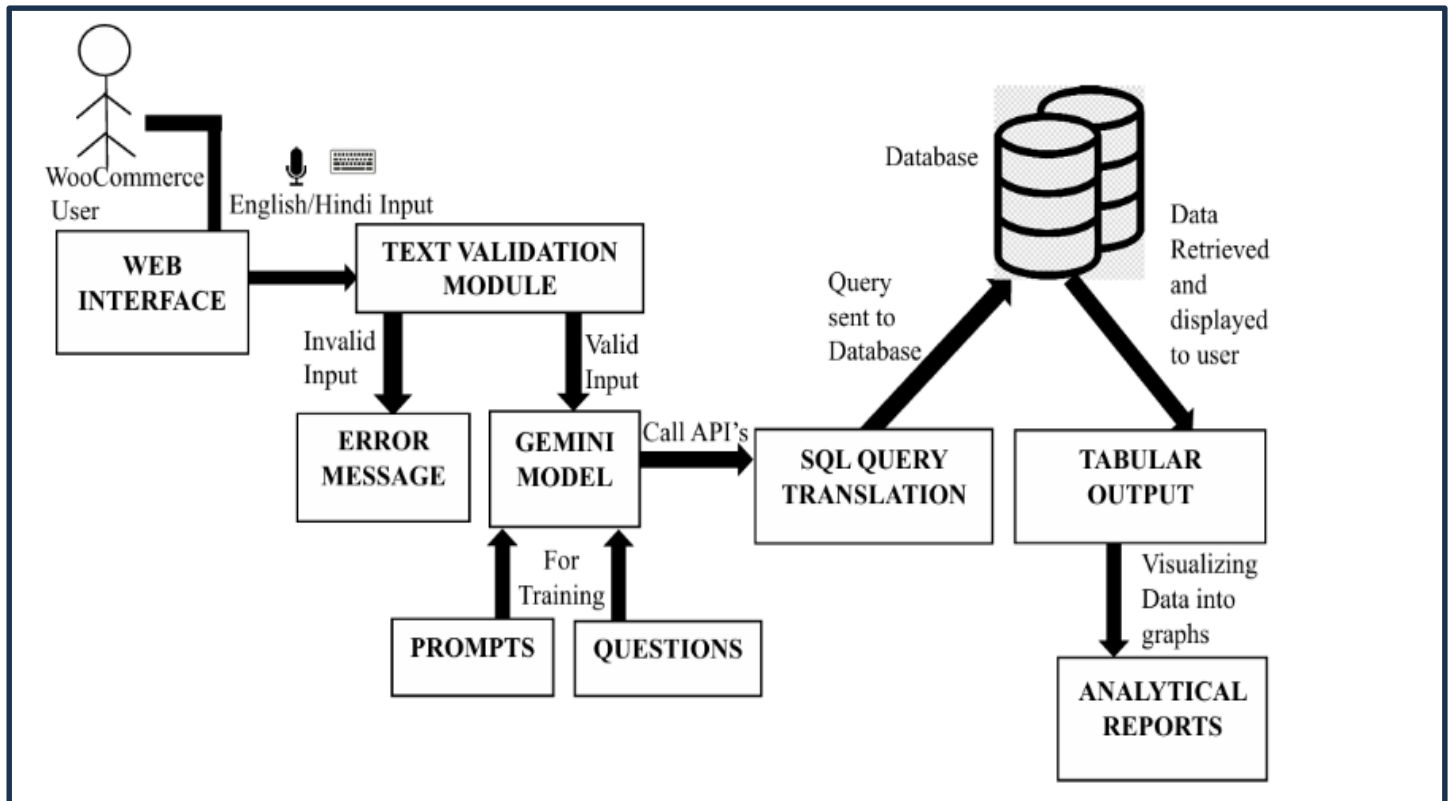 WooCommerce
User
English/Hindi Input
WEB
INTERFACE
TEXT VALIDATION
MODULE
Invalid
Input
Valid
Input
ERROR
MESSAGE
GEMINI
MODEL
For
Training
PROMPTS
QUESTIONS
Call API's
SQL QUERY
TRANSLATION
Query
sent to
Database
Database
Data
Retrieved
and
displayed
to user
TABULAR
OUTPUT
Visualizing
Data into
graphs
ANALYTICAL
REPORTS